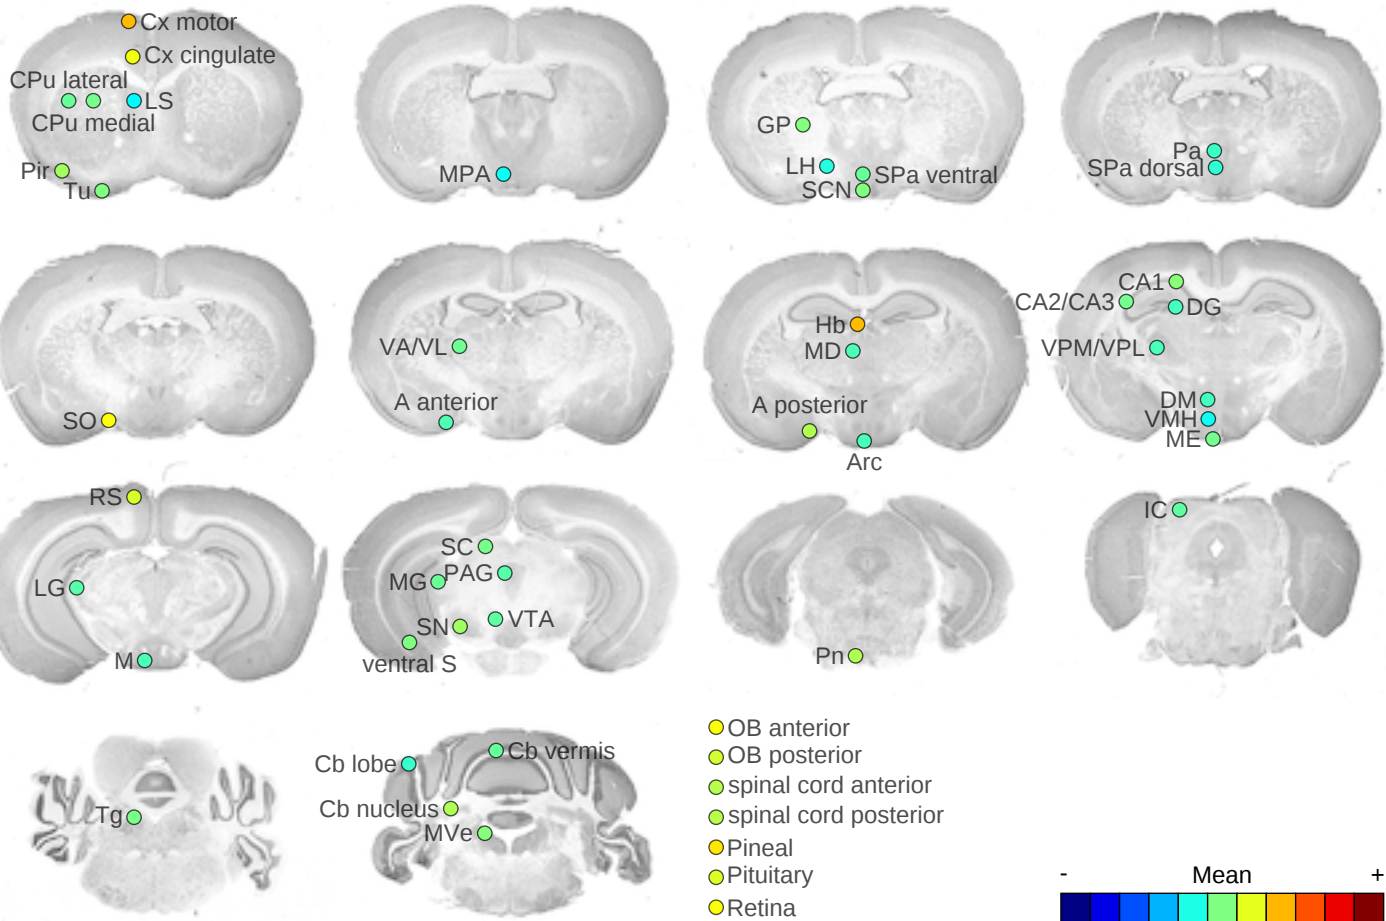 Cx motor
Cx cingulate
CPu lateral
LS
CPu medial
Pir
Tu
MPA
GP
LH
SPa ventral
SCN
Pa
SPa dorsal
SO
VA/VL
A anterior
Hb
MD
A posterior
Arc
CA1
CA2/CA3
DG
VPM/VPL
DM
VMH
ME
RS
LG
M
SC
MG
PAG
SN
VTA
ventral S
Pn
IC
Tg
Cb lobe
Cb vermis
Cb nucleus
MVe
OB anterior
OB posterior
spinal cord anterior
spinal cord posterior
Pineal
Pituitary
Retina
- Mean +